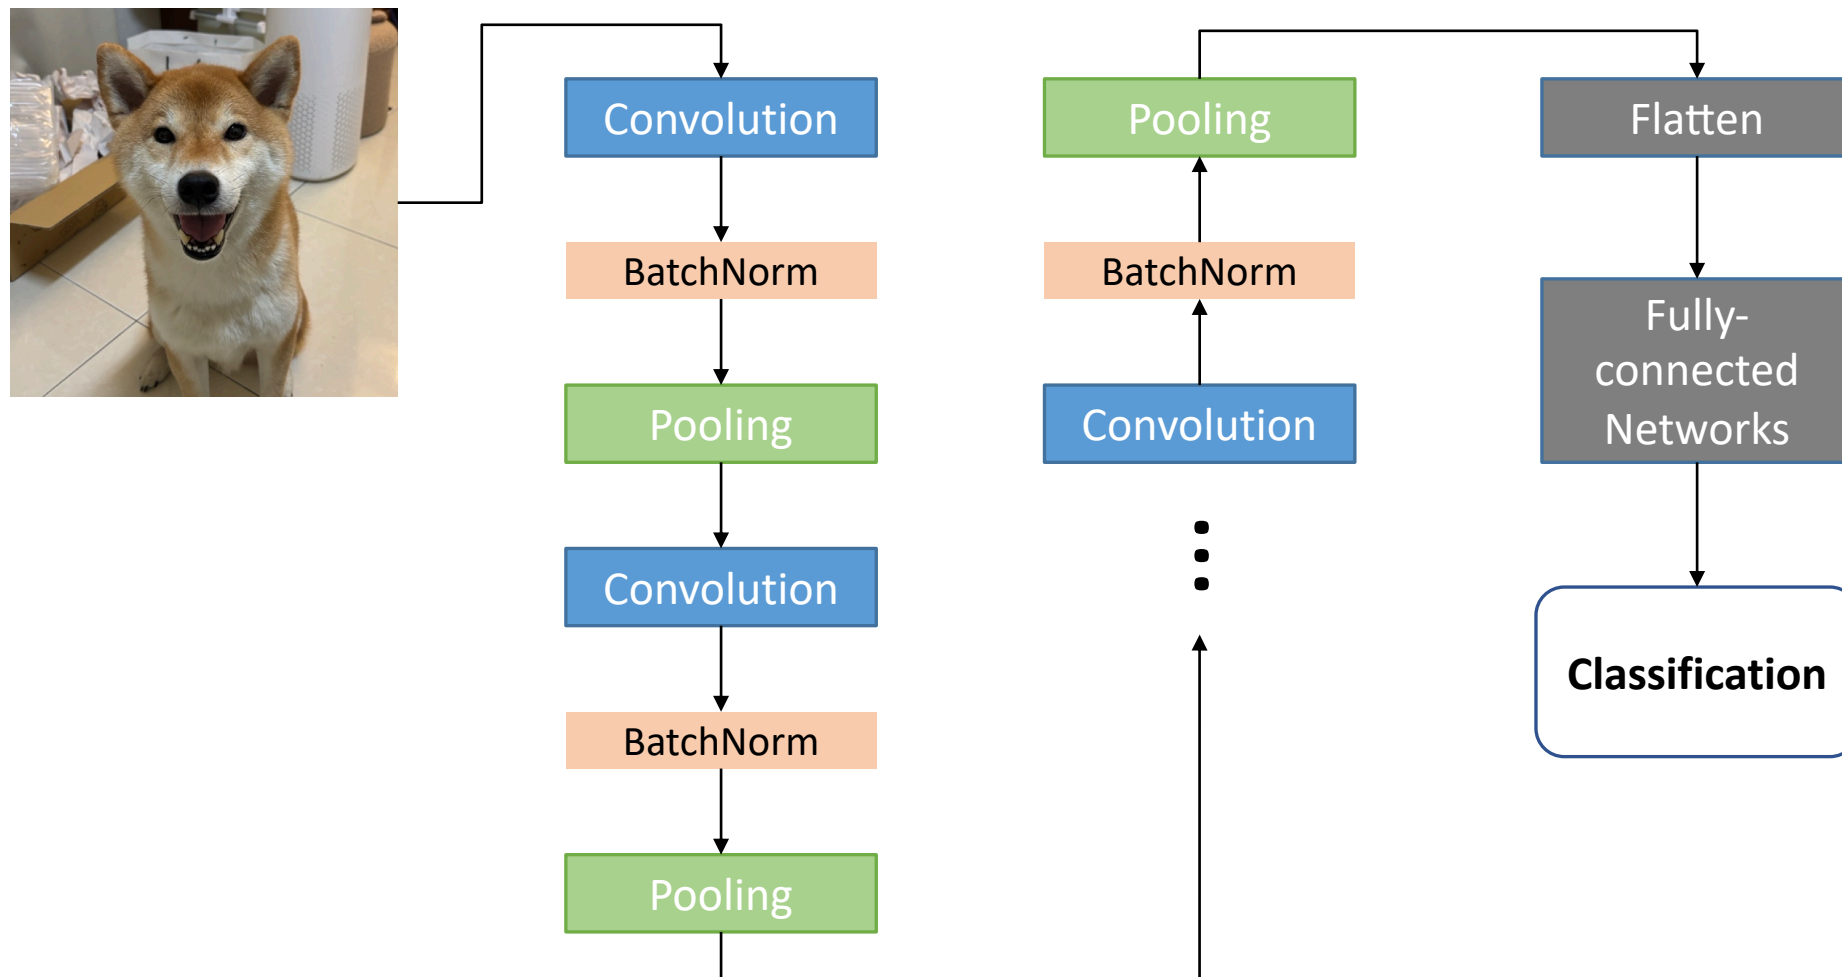 Convolution
BatchNorm
Pooling
Convolution
BatchNorm
Pooling
Convolution
BatchNorm
Pooling
Flatten
Fully-
connected
Networks
Classification